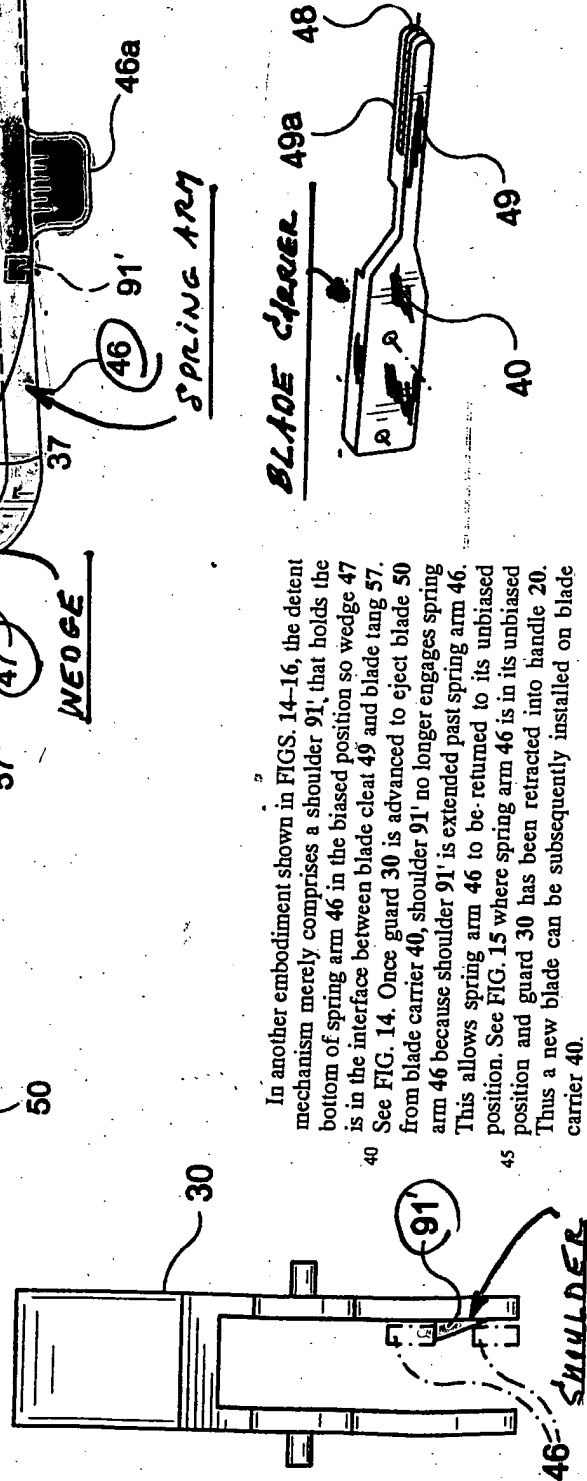 46a
91'
46
37
SPRING ARM
47
WEDGE
57
50
48
49a
BLADE CARRIER
49
40
In another embodiment shown in FIGS. 14–16, the detent
mechanism merely comprises a shoulder 91', that holds the
bottom of spring arm 46 in the biased position so wedge 47
is in the interface between blade cleat 49 and blade tang 57.
40 See FIG. 14. Once guard 30 is advanced to eject blade 50
from blade carrier 40, shoulder 91' no longer engages spring
arm 46 because shoulder 91' is extended past spring arm 46.
This allows spring arm 46 to be returned to its unbiased
position. See FIG. 15 where spring arm 46 is in its unbiased
45 position and guard 30 has been retracted into handle 20.
Thus a new blade can be subsequently installed on blade
carrier 40.
30
91'
46
SHOULDER